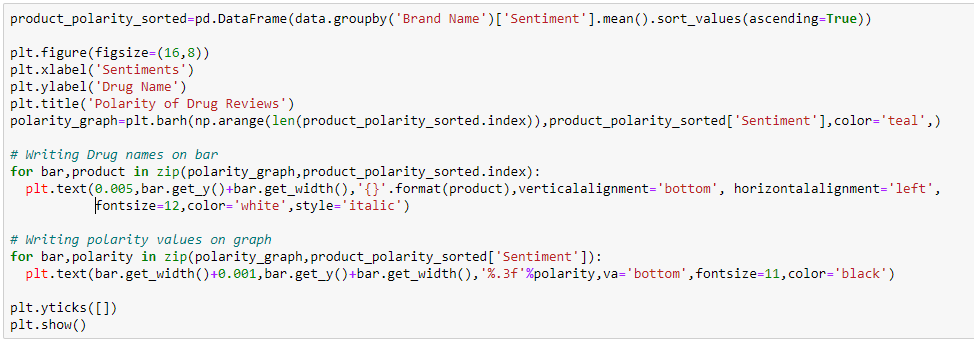 product_polarity_sorted=pd.DataFrame(data.groupby('Brand Name')['Sentiment'].mean().sort_values(ascending=True))
plt.figure(figsize=(16,8))
plt.xlabel('Sentiments')
plt.ylabel('Drug Name')
plt.title('Polarity of Drug Reviews')
polarity_graph=plt.barh(np.arange(len(product_polarity_sorted.index)),product_polarity_sorted['Sentiment'],color='teal',)
# Writing Drug names on bar
for bar,product in zip(polarity_graph,product_polarity_sorted.index):
  plt.text(0.005,bar.get_y()+bar.get_width(),'{}'.format(product),verticalalignment='bottom', horizontalalignment='left',
           fontsize=12,color='white',style='italic')
# Writing polarity values on graph
for bar,polarity in zip(polarity_graph,product_polarity_sorted['Sentiment']):
  plt.text(bar.get_width()+0.001,bar.get_y()+bar.get_width(),'%.3f'%polarity,va='bottom',fontsize=11,color='black')
plt.yticks([])
plt.show()